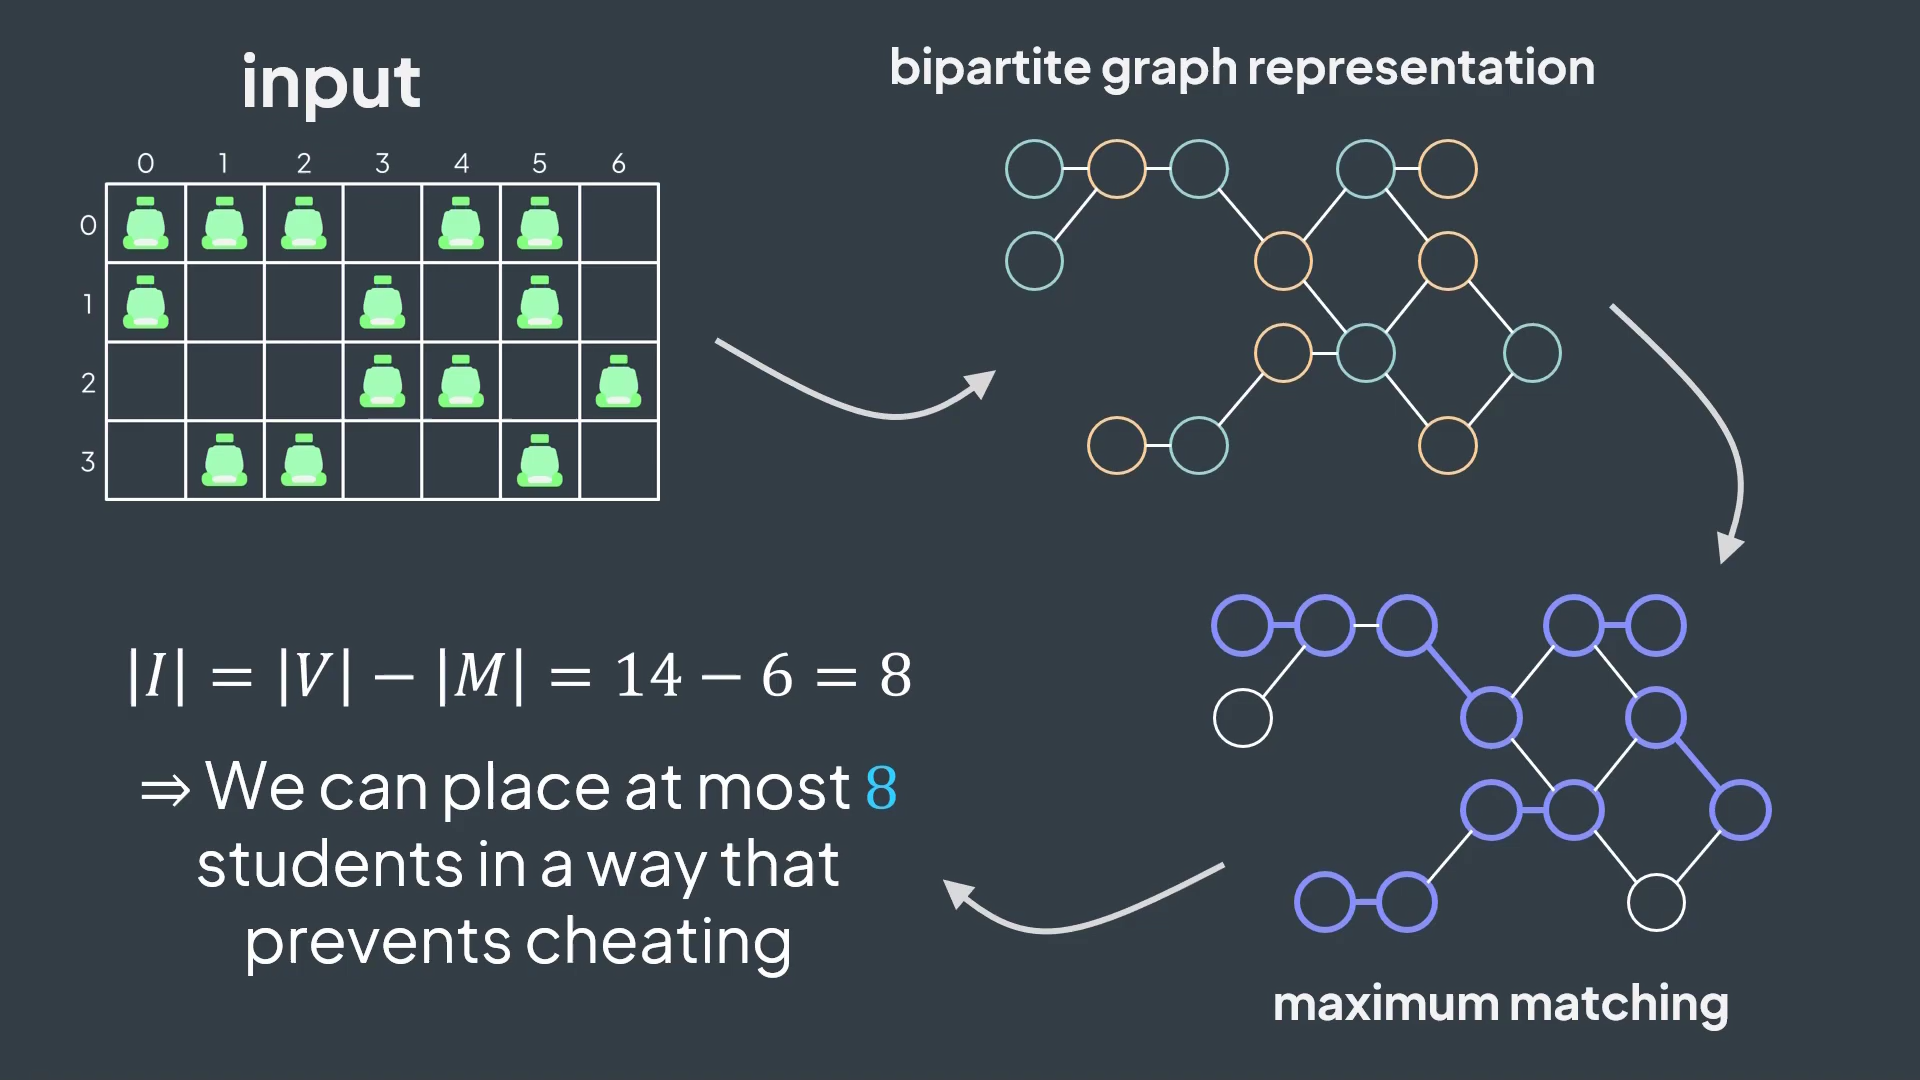 input
bipartite graph representation
0 1 2 3 4 5 6
0
1
2
3
|I| = |V| − |M| = 14 − 6 = 8
⇒ We can place at most 8
students in a way that
prevents cheating
maximum matching